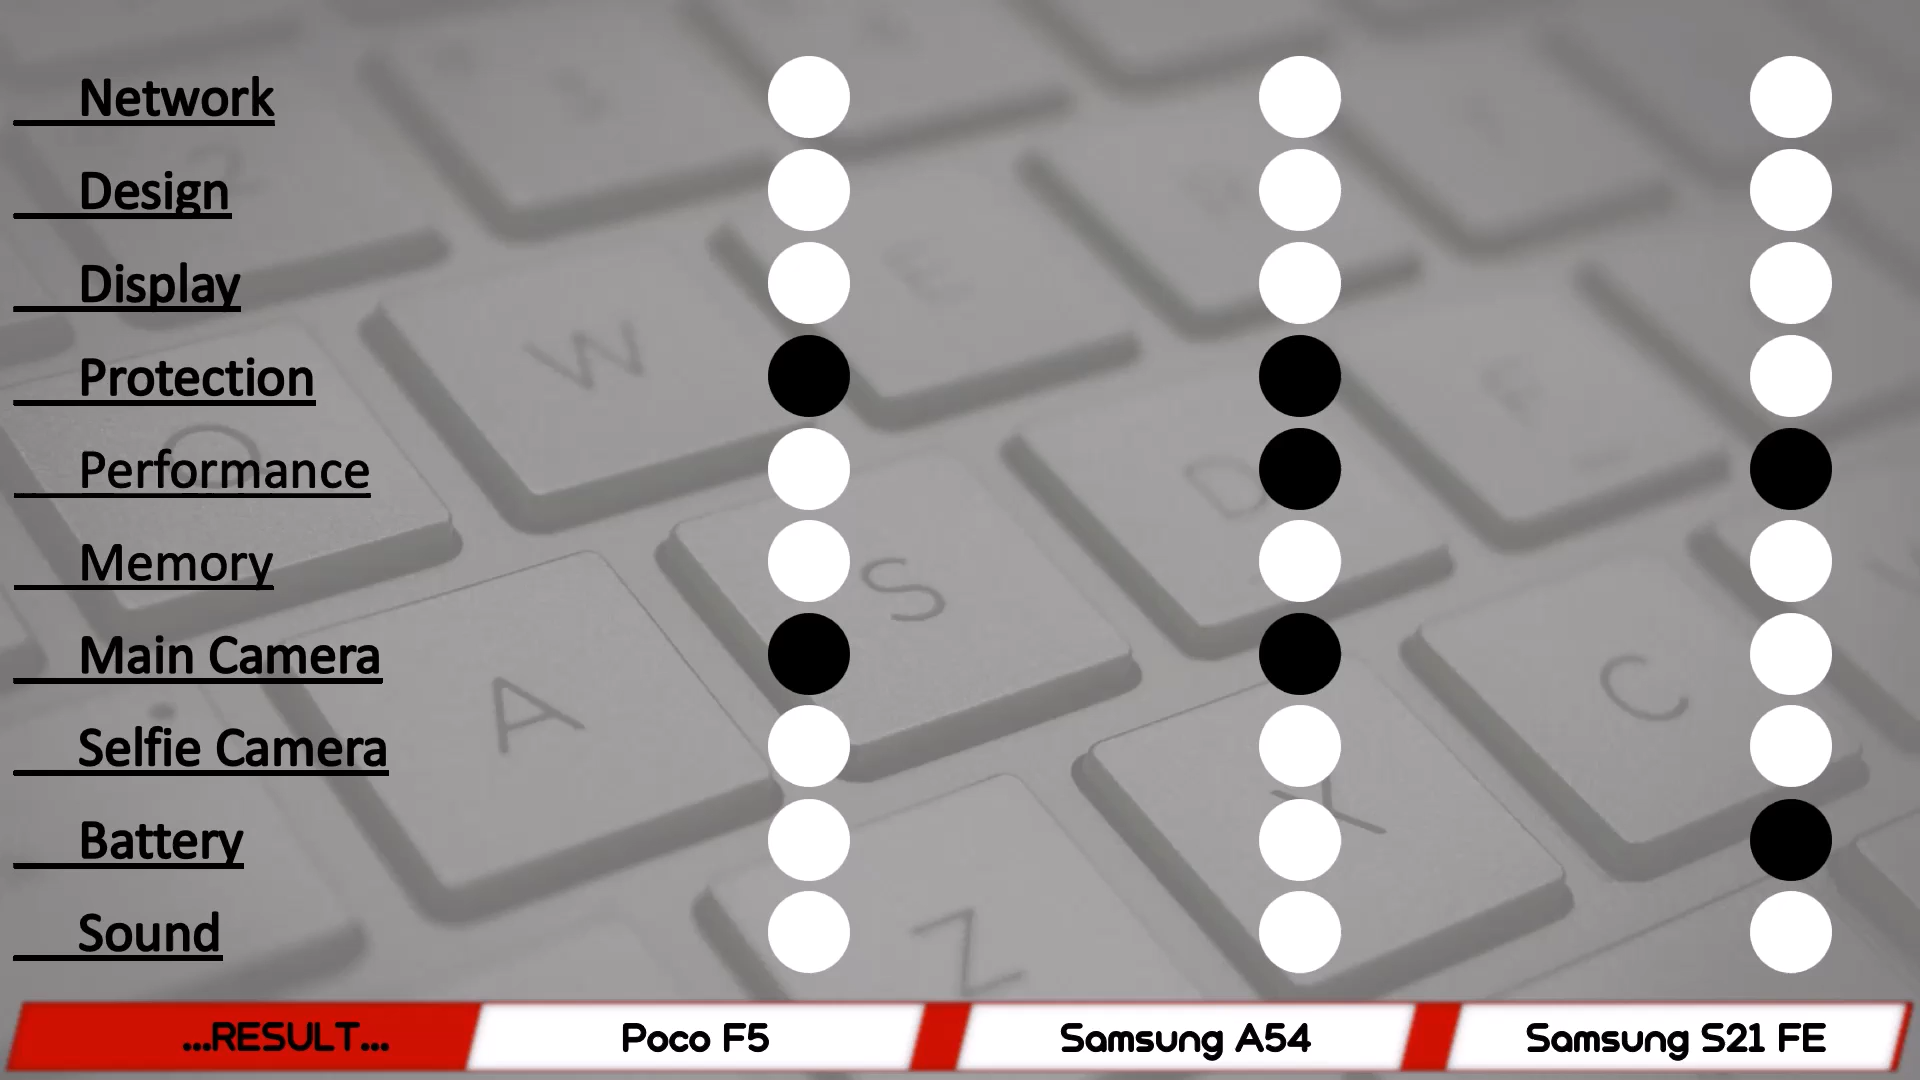 Network
Design
Display
Protection
Performance
Memory
Main Camera
Selfie Camera
Battery
Sound
...RESULT... Poco F5 Samsung A54 Samsung S21 FE
W
A
S
D
C
Z